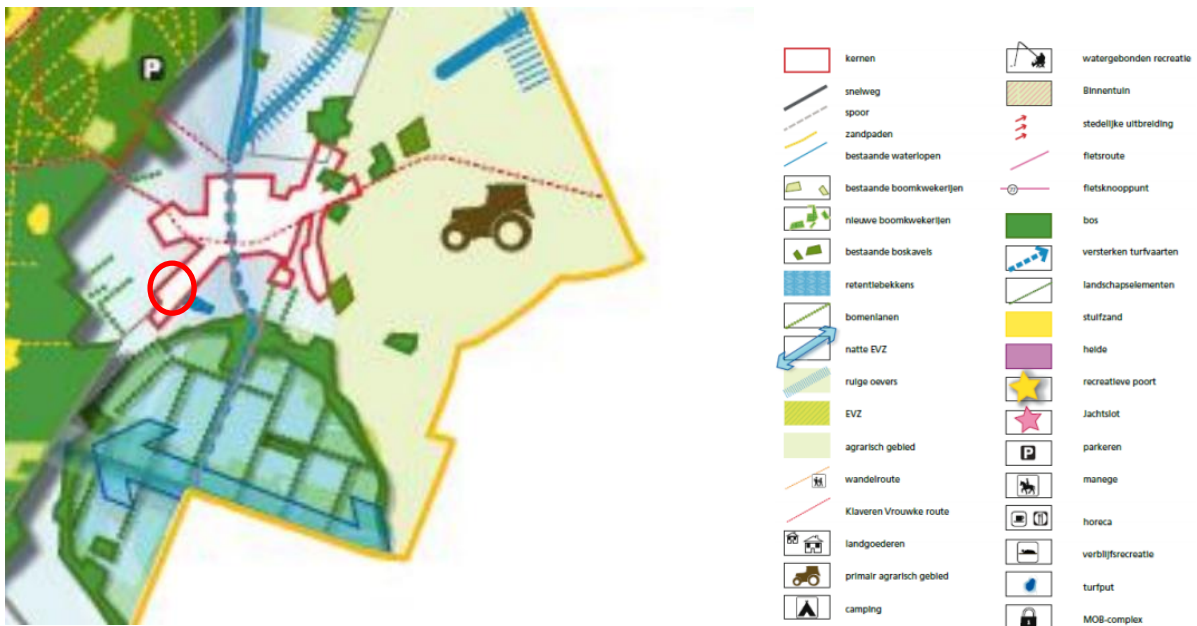 P
kernen
snelweg
spoor
zandpaden
bestaande waterlopen
bestaande boomkwekerijen
nieuwe boomkwekerijen
bestaande boskavels
retentiebekkens
bomenlanen
natte EVZ
ruige oevers
EVZ
agrarisch gebied
wandelroute
Klaveren Vrouwke route
landgoederen
primair agrarisch gebied
camping
watergebonden recreatie
Binnentuin
stedelijke uitbreiding
fietsroute
fietsknooppunt
bos
versterken turfvaarten
landschapselementen
stuifzand
heide
recreatieve poort
Jachtslot
P
parkeren
manege
horeca
verblijfsrecreatie
turfput
MOB-complex